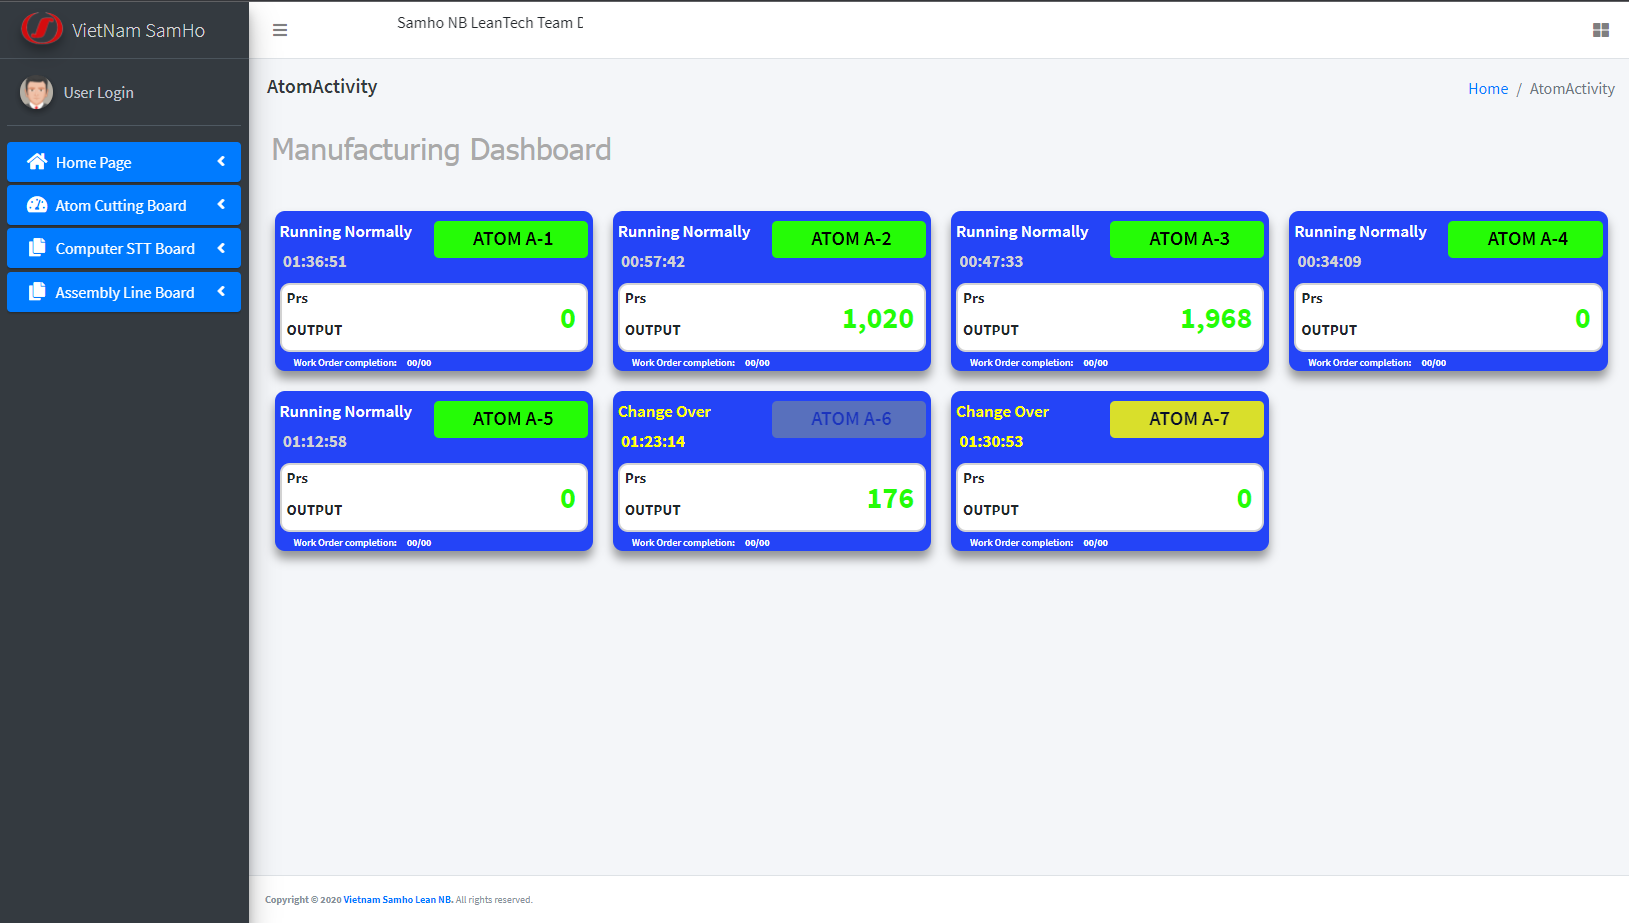 VietNam SamHo
Samho NB LeanTech Team D
User Login
Home Page
Atom Cutting Board
Computer STT Board
Assembly Line Board
AtomActivity
Home / AtomActivity
Manufacturing Dashboard
Running Normally
ATOM A-1
01:36:51
Prs
OUTPUT
0
Work Order completion: 00/00
Running Normally
ATOM A-2
00:57:42
Prs
OUTPUT
1,020
Work Order completion: 00/00
Running Normally
ATOM A-3
00:47:33
Prs
OUTPUT
1,968
Work Order completion: 00/00
Running Normally
ATOM A-4
00:34:09
Prs
OUTPUT
0
Work Order completion: 00/00
Running Normally
ATOM A-5
01:12:58
Prs
OUTPUT
0
Work Order completion: 00/00
Change Over
ATOM A-6
01:23:14
Prs
OUTPUT
176
Work Order completion: 00/00
Change Over
ATOM A-7
01:30:53
Prs
OUTPUT
0
Work Order completion: 00/00
Copyright © 2020 Vietnam Samho Lean NB. All rights reserved.